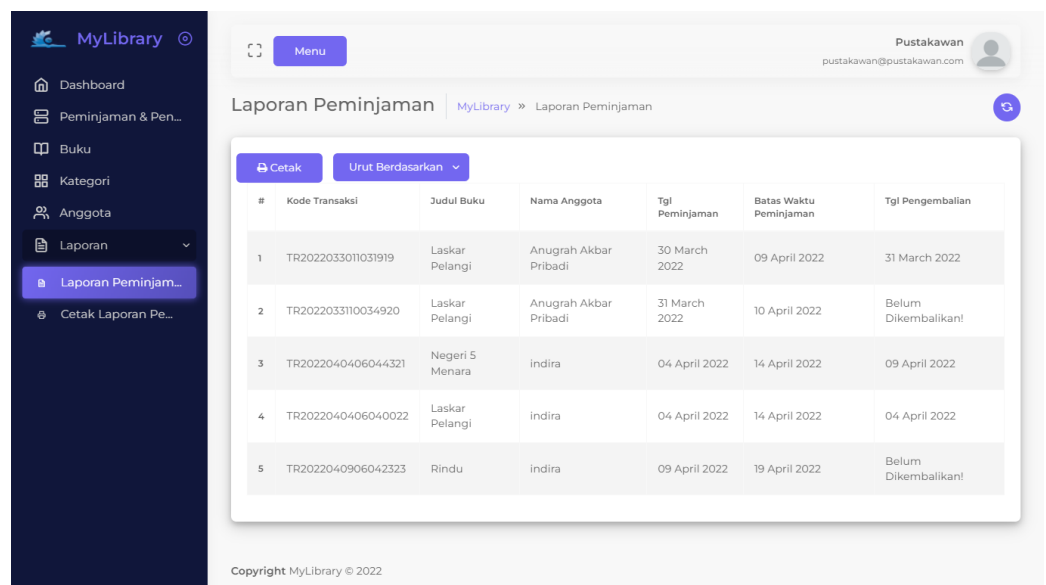 MyLibrary
Dashboard
Peminjaman & Pen...
Buku
Kategori
Anggota
Laporan
Laporan Peminjam...
Cetak Laporan Pe...
Menu
Pustakawan
pustakawan@pustakawan.com
Laporan Peminjaman MyLibrary » Laporan Peminjaman
Cetak Urut Berdasarkan
# Kode Transaksi Judul Buku Nama Anggota Tgl Peminjaman Batas Waktu Peminjaman Tgl Pengembalian
1 TR2022033011031919 Laskar Pelangi Anugrah Akbar Pribadi 30 March 2022 09 April 2022 31 March 2022
2 TR2022033110034920 Laskar Pelangi Anugrah Akbar Pribadi 31 March 2022 10 April 2022 Belum Dikembalikan!
3 TR2022040406044321 Negeri 5 Menara indira 04 April 2022 14 April 2022 09 April 2022
4 TR2022040406040022 Laskar Pelangi indira 04 April 2022 14 April 2022 04 April 2022
5 TR2022040906042323 Rindu indira 09 April 2022 19 April 2022 Belum Dikembalikan!
Copyright MyLibrary © 2022